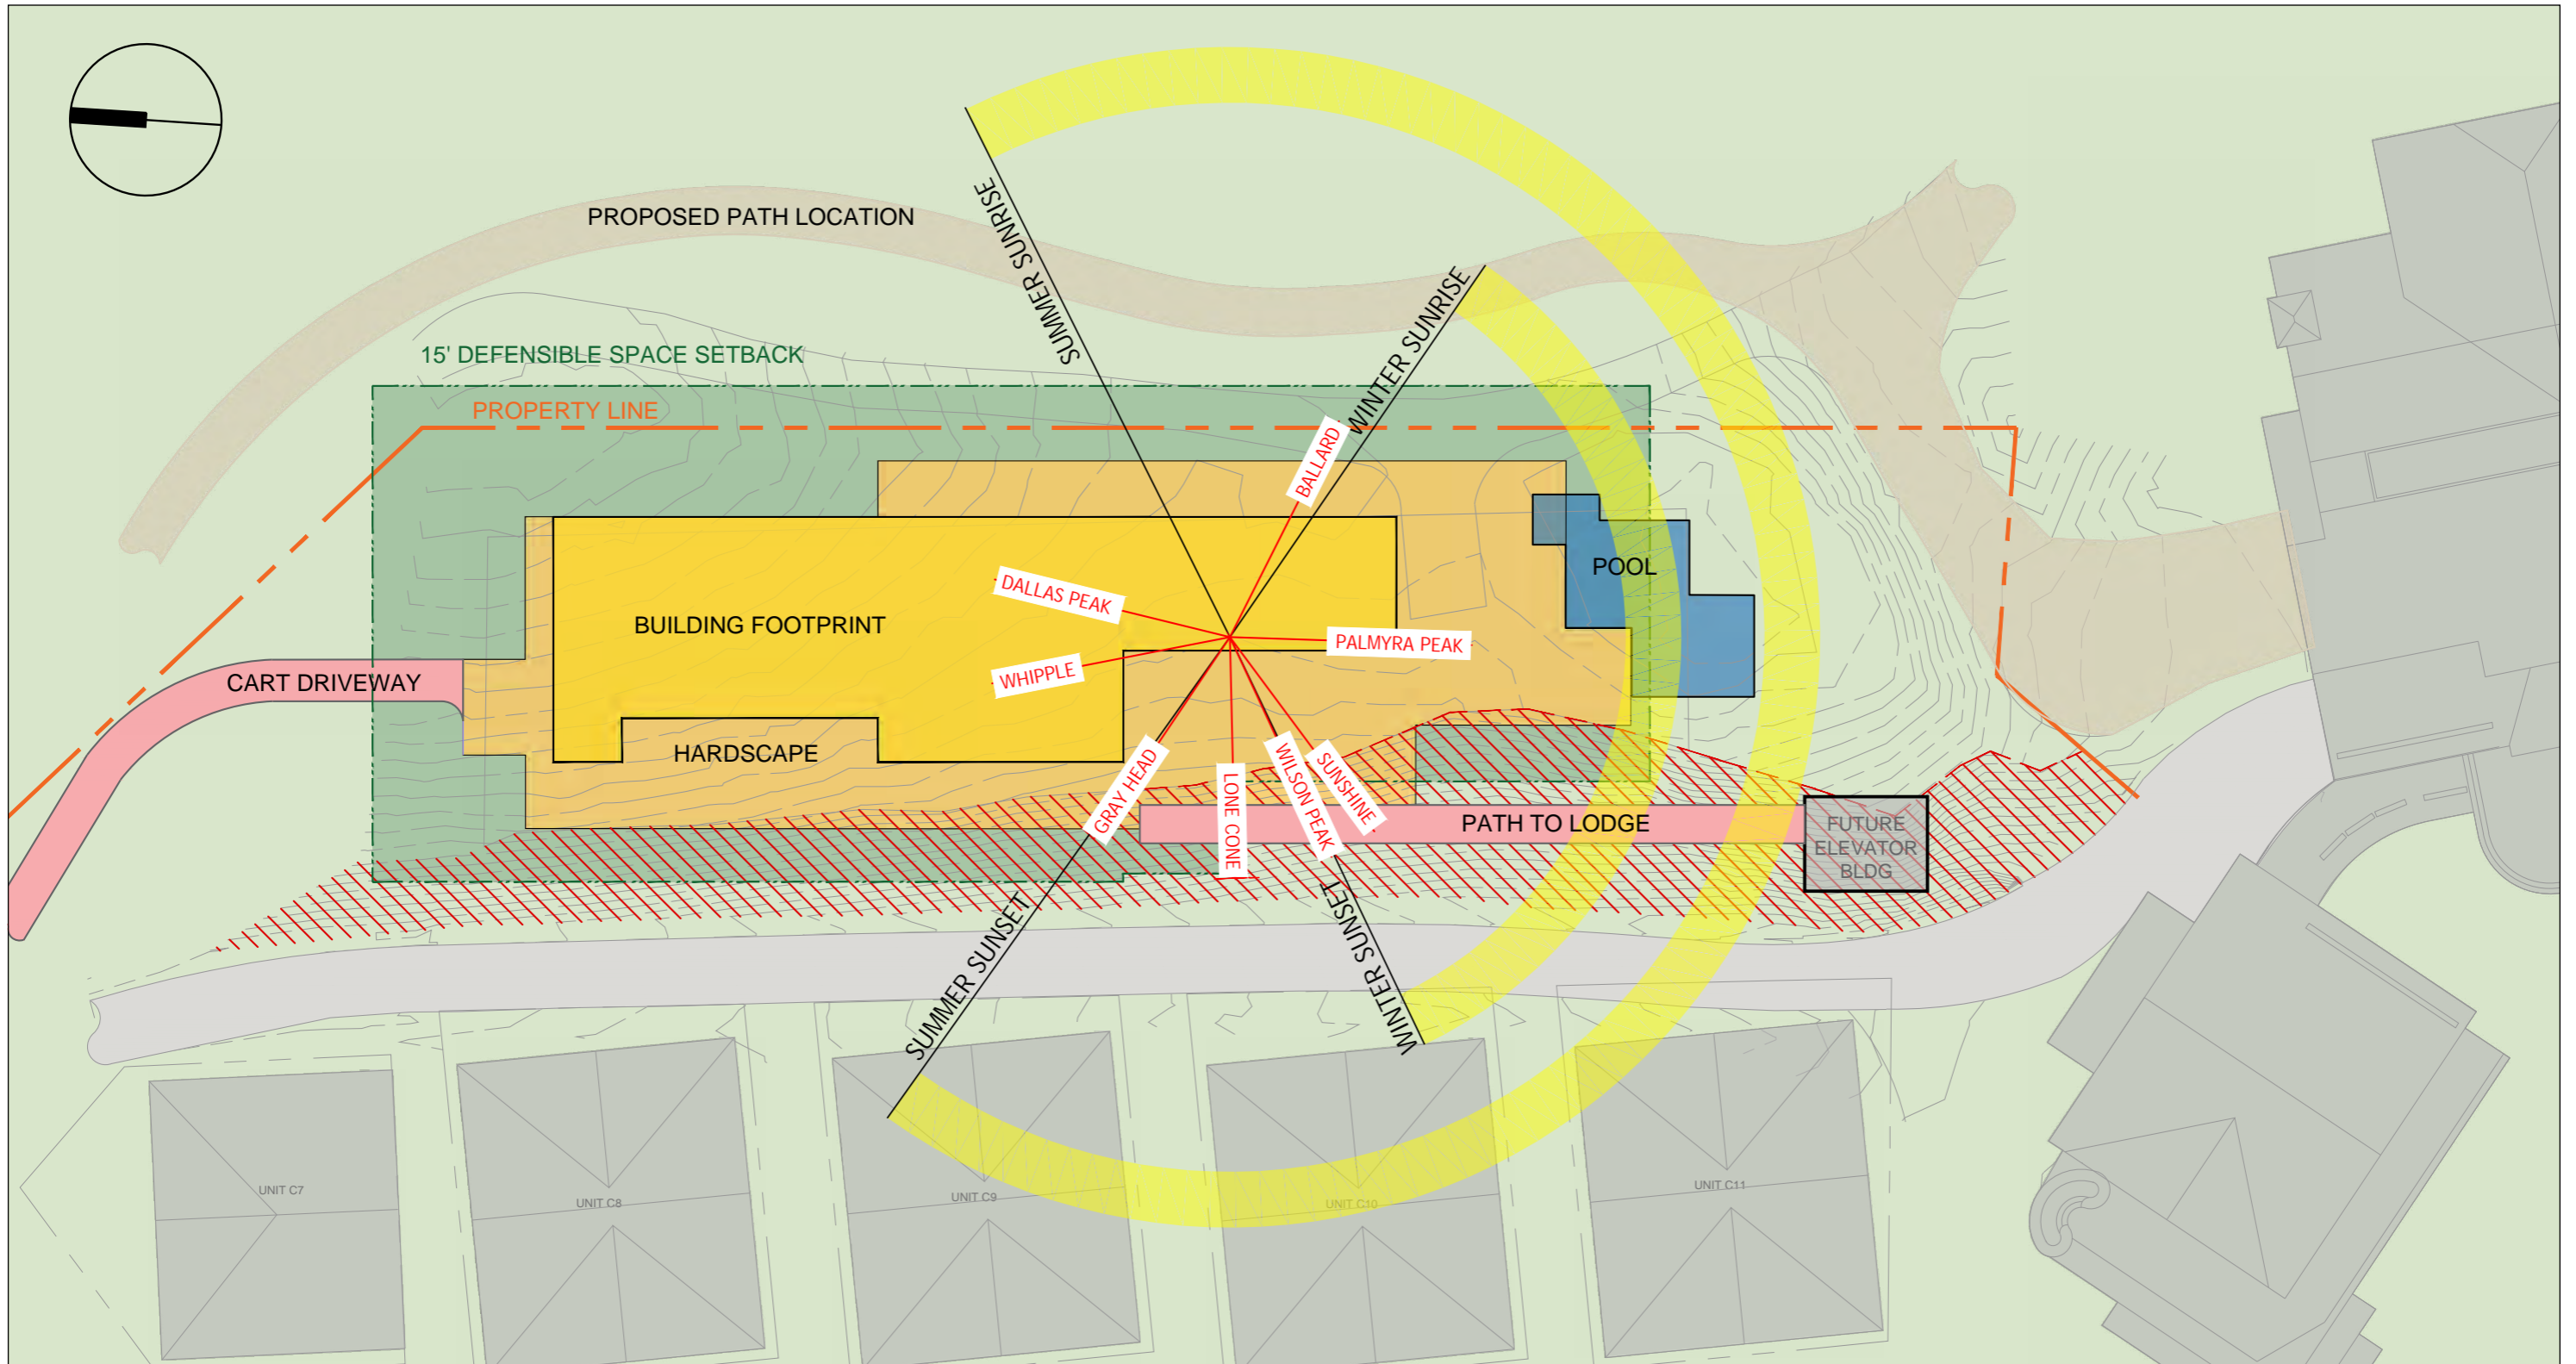 PROPOSED PATH LOCATION
SUMMER SUNRISE
WINTER SUNRISE
15' DEFENSIBLE SPACE SETBACK
PROPERTY LINE
BALLARD
POOL
DALLAS PEAK
BUILDING FOOTPRINT
PALMYRA PEAK
WHIPPLE
CART DRIVEWAY
HARDSCAPE
GRAY HEAD
LONE CONE
WILSON PEAK
SUNSHINE
PATH TO LODGE
FUTURE
ELEVATOR
BLDG
SUMMER SUNSET
WINTER SUNSET
UNIT C7
UNIT C8
UNIT C9
UNIT C10
UNIT C11